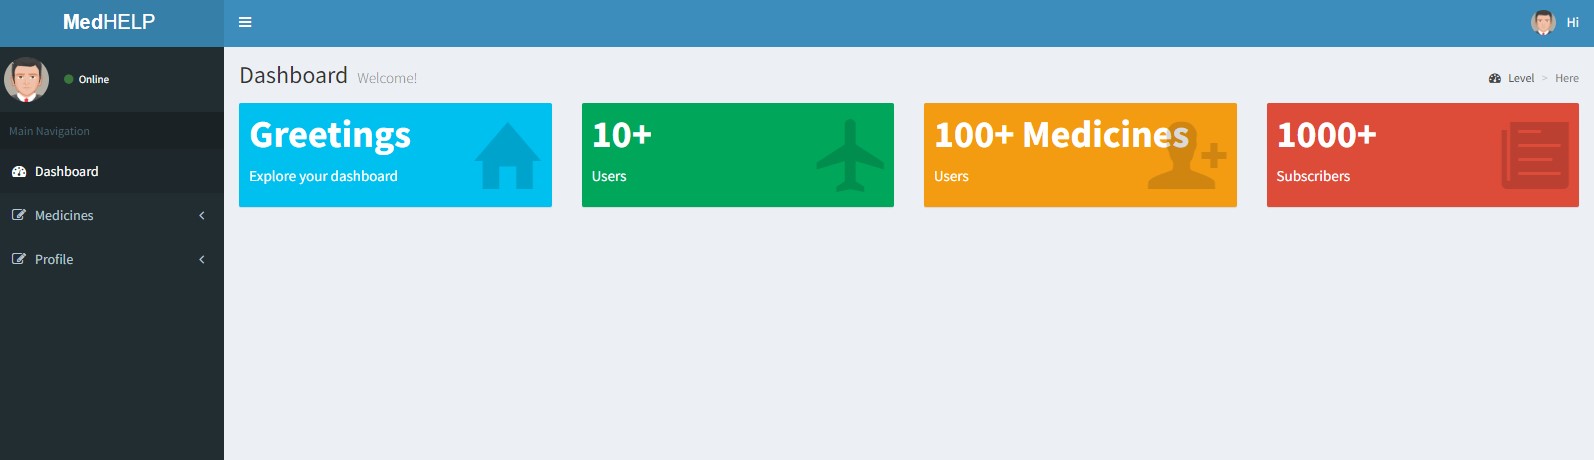 MedHELP
Hi
Online
Main Navigation
Dashboard
Medicines
Profile
Dashboard Welcome!
Level > Here
Greetings
Explore your dashboard
10+
Users
100+ Medicines
Users
1000+
Subscribers